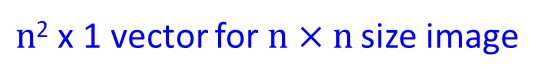 n² x 1 vector for n × n size image